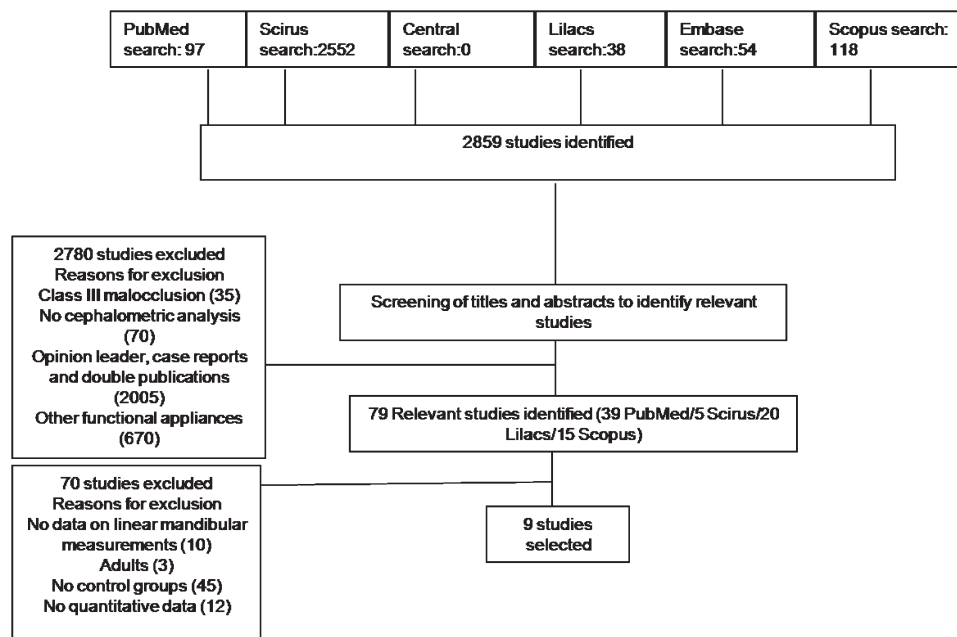 PubMed
search: 97
Scirus
search:2552
Central
search:0
Lilacs
search:38
Embase
search:54
Scopus search:
118
2859 studies identified
2780 studies excluded
Reasons for exclusion
Class III malocclusion (35)
No cephalometric analysis
(70)
Opinion leader, case reports
and double publications
(2005)
Other functional appliances
(670)
Screening of titles and abstracts to identify relevant
studies
79 Relevant studies identified (39 PubMed/5 Scirus/20
Lilacs/15 Scopus)
70 studies excluded
Reasons for exclusion
No data on linear mandibular
measurements (10)
Adults (3)
No control groups (45)
No quantitative data (12)
9 studies
selected